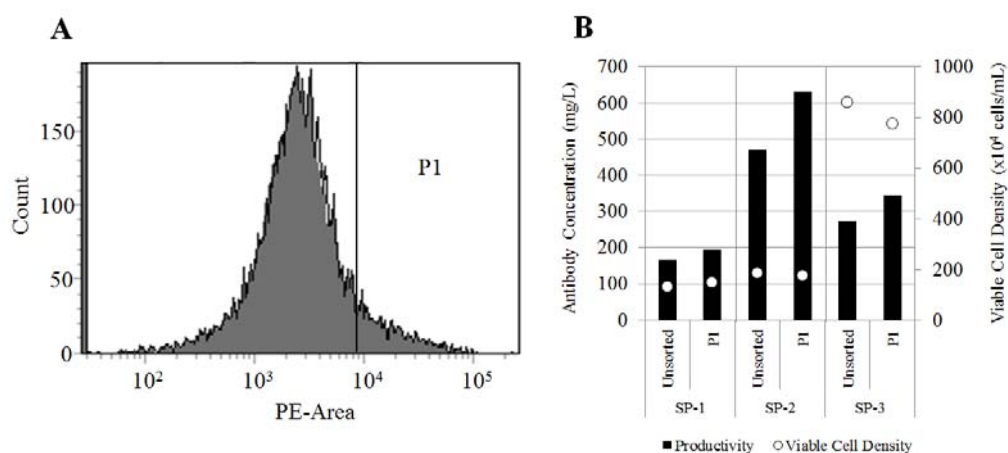 A
Count
150
100
50
0
P1
10²
10³
10⁴
10⁵
PE-Area
B
Antibody Concentration (mg/L)
700
600
500
400
300
200
100
0
1000
800
600
400
200
0
Viable Cell Density (x10⁴ cells/mL)
Unsorted
P1
Unsorted
P1
Unsorted
P1
SP-1
SP-2
SP-3
Productivity
Viable Cell Density